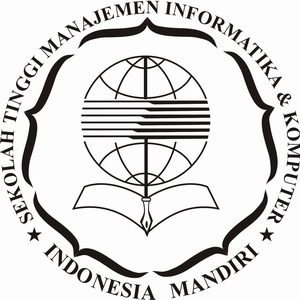 SEKOLAH TINGGI MANAJEMEN INFORMATIKA & KOMPUTER
INDONESIA MANDIRI